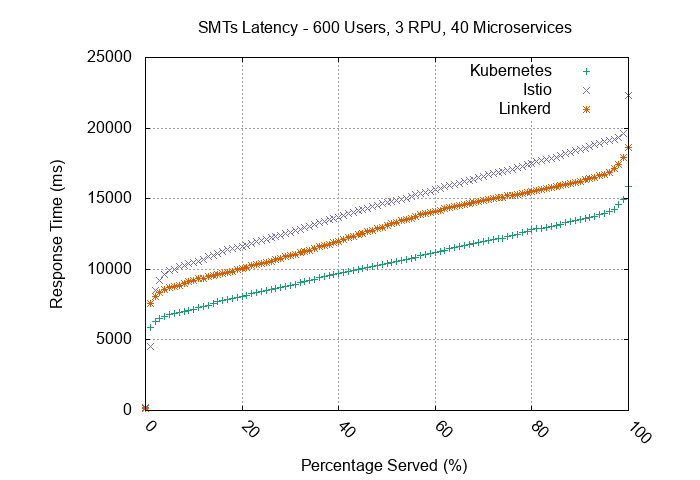 SMTs Latency - 600 Users, 3 RPU, 40 Microservices
25000
20000
15000
10000
5000
0
Response Time (ms)
Kubernetes
Istio
Linkerd
0
20
40
60
80
100
Percentage Served (%)